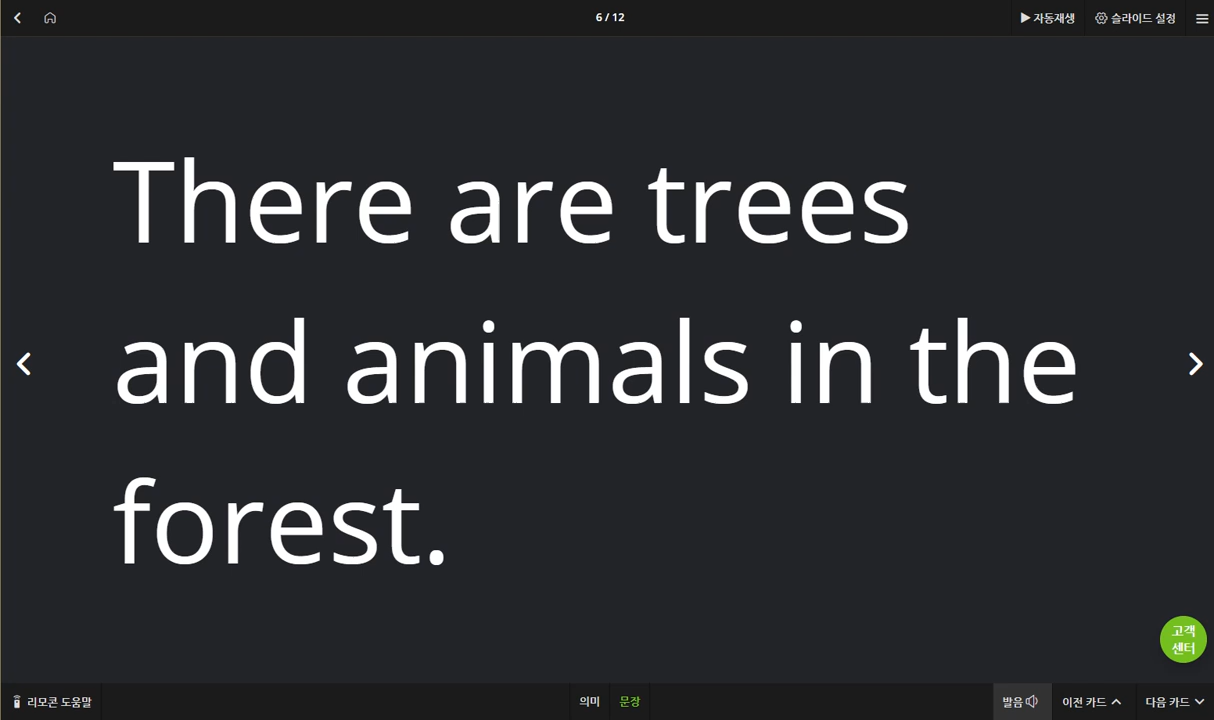 6 / 12
자동재생
슬라이드 설정
There are trees
and animals in the
forest.
고객
센터
리모콘 도움말
의미
문장
발음
이전 카드
다음 카드